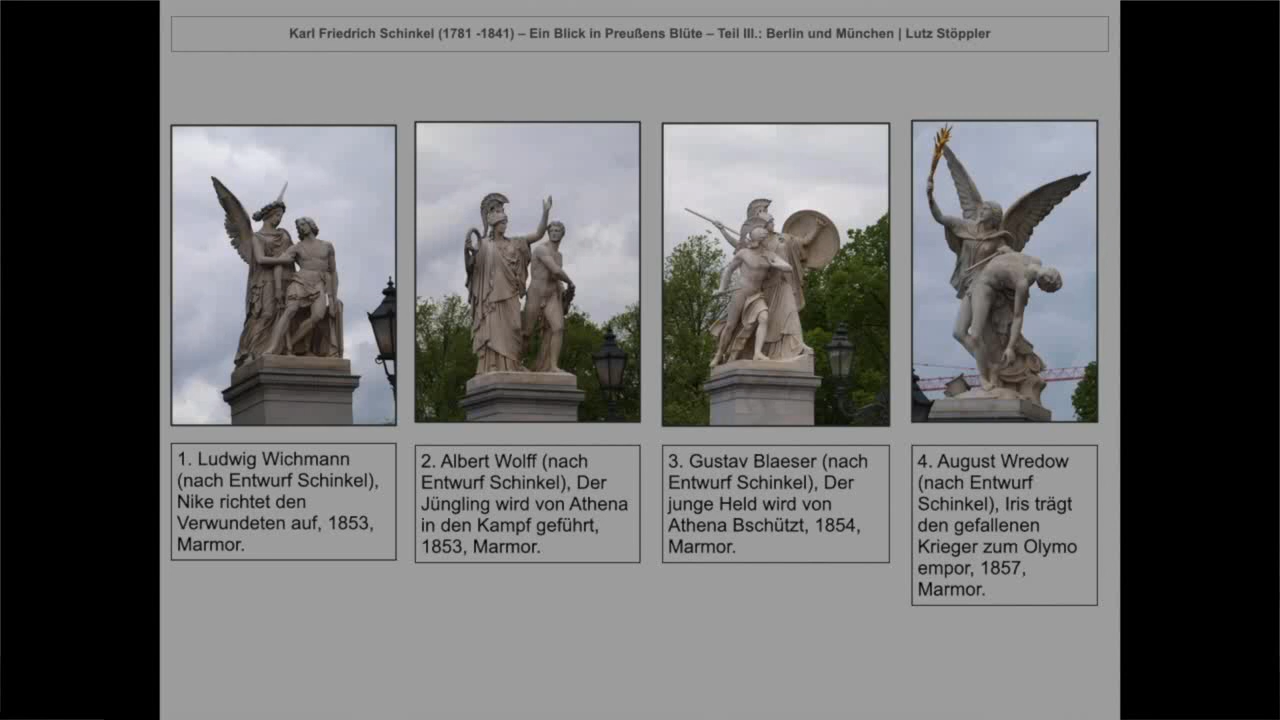 Karl Friedrich Schinkel (1781 -1841) – Ein Blick in Preußens Blüte – Teil III.: Berlin und München | Lutz Stöppler
1. Ludwig Wichmann
(nach Entwurf Schinkel),
Nike richtet den
Verwundeten auf, 1853,
Marmor.
2. Albert Wolff (nach
Entwurf Schinkel), Der
Jüngling wird von Athena
in den Kampf geführt,
1853, Marmor.
3. Gustav Blaeser (nach
Entwurf Schinkel), Der
junge Held wird von
Athena Bschützt, 1854,
Marmor.
4. August Wredow
(nach Entwurf
Schinkel), Iris trägt
den gefallenen
Krieger zum Olymo
empor, 1857,
Marmor.